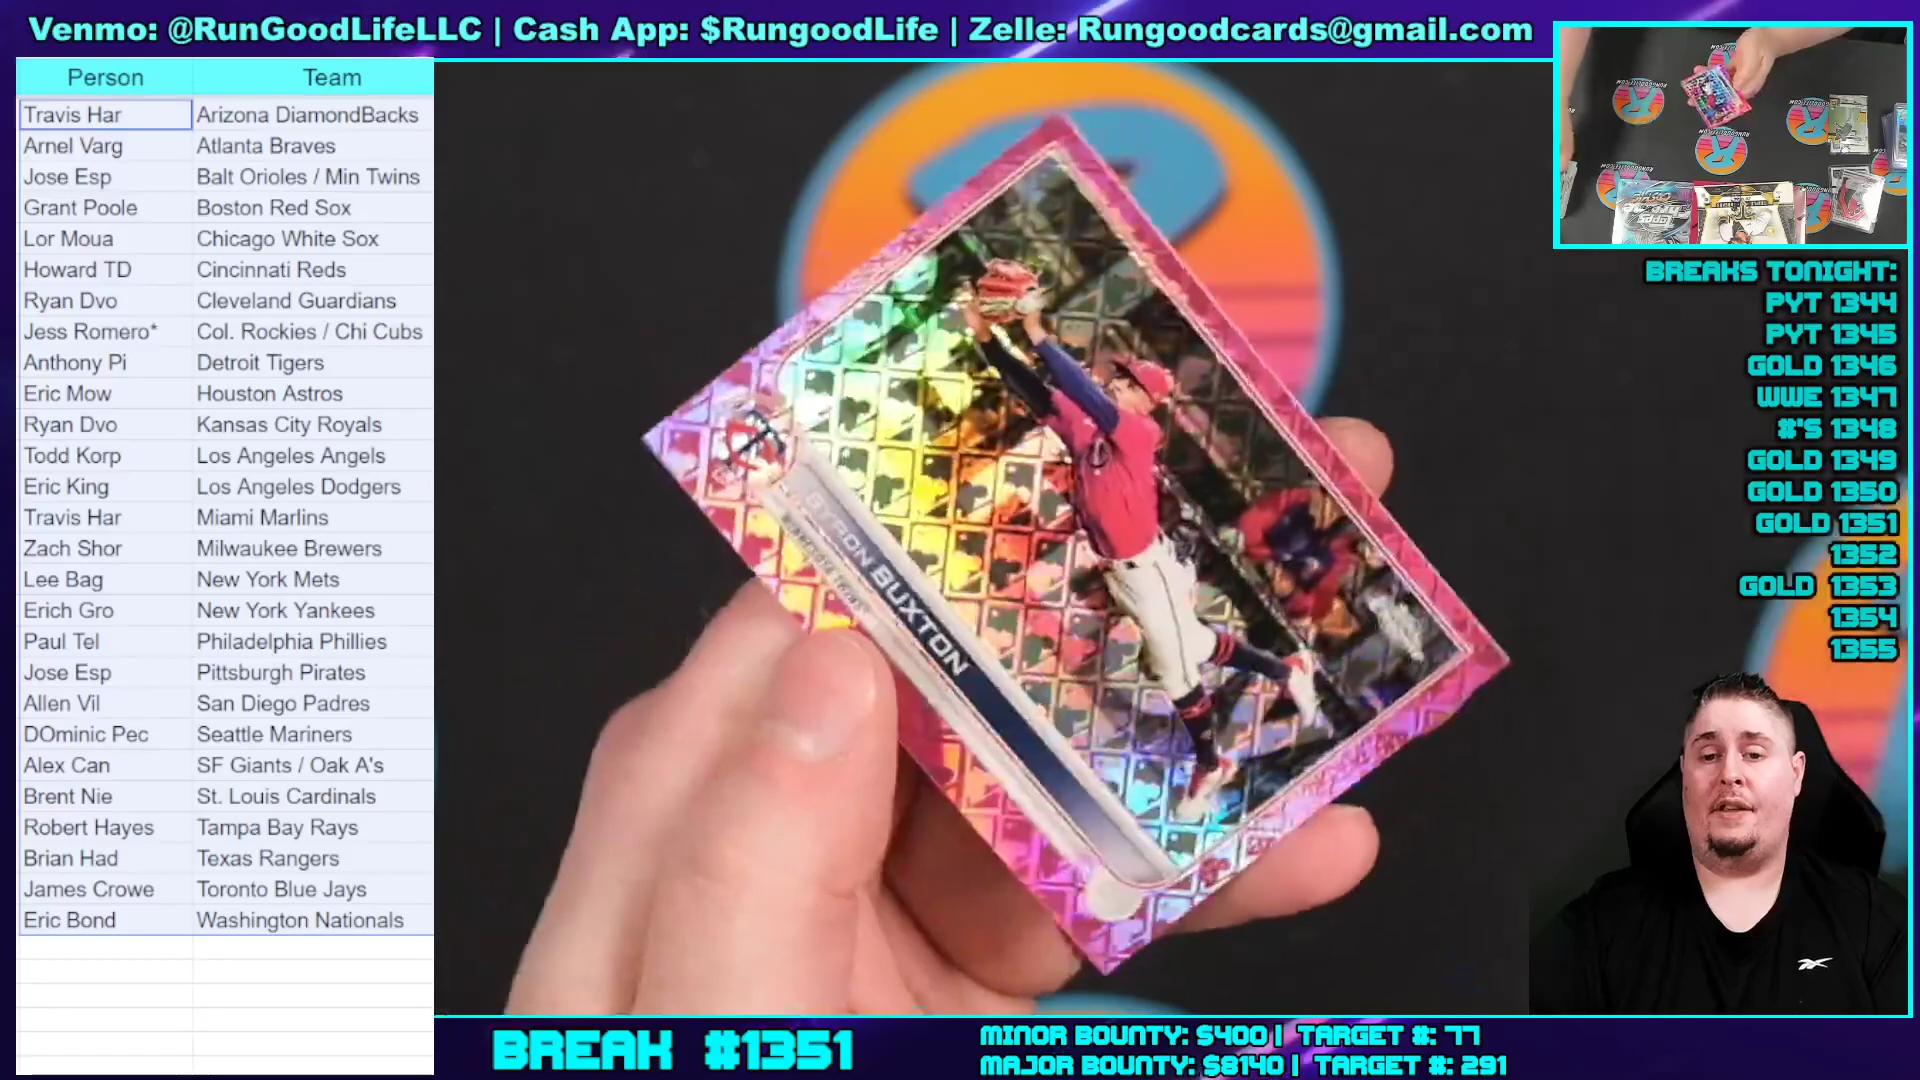 Venmo: @RunGoodLifeLLC | Cash App: $RungoodLife | Zelle: Rungoodcards@gmail.com
Person Team
Travis Har Arizona DiamondBacks
Arnel Varg Atlanta Braves
Jose Esp Balt Orioles / Min Twins
Grant Poole Boston Red Sox
Lor Moua Chicago White Sox
Howard TD Cincinnati Reds
Ryan Dvo Cleveland Guardians
Jess Romero* Col. Rockies / Chi Cubs
Anthony Pi Detroit Tigers
Eric Mow Houston Astros
Ryan Dvo Kansas City Royals
Todd Korp Los Angeles Angels
Eric King Los Angeles Dodgers
Travis Har Miami Marlins
Zach Shor Milwaukee Brewers
Lee Bag New York Mets
Erich Gro New York Yankees
Paul Tel Philadelphia Phillies
Jose Esp Pittsburgh Pirates
Allen Vil San Diego Padres
DOminic Pec Seattle Mariners
Alex Can SF Giants / Oak A's
Brent Nie St. Louis Cardinals
Robert Hayes Tampa Bay Rays
Brian Had Texas Rangers
James Crowe Toronto Blue Jays
Eric Bond Washington Nationals
BYRON BUXTON
BREAKS TONIGHT:
PYT 1344
PYT 1345
GOLD 1346
WWE 1347
#'S 1348
GOLD 1349
GOLD 1350
GOLD 1351
1352
GOLD 1353
1354
1355
BREAK #1351
MINOR BOUNTY: $400 | TARGET #: 77
MAJOR BOUNTY: $8140 | TARGET #: 291